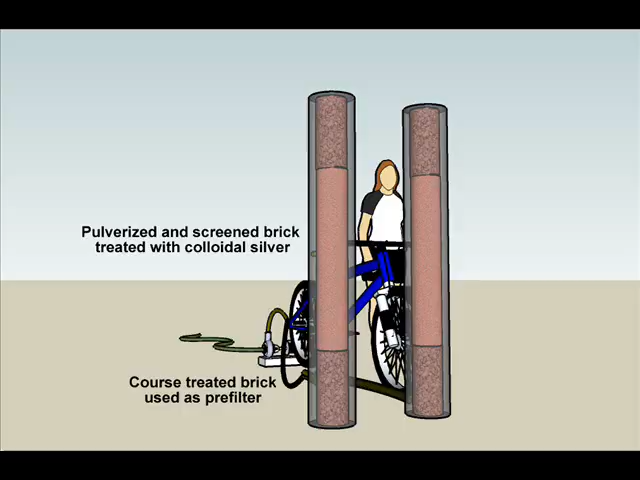 Pulverized and screened brick
treated with colloidal silver
Course treated brick
used as prefilter